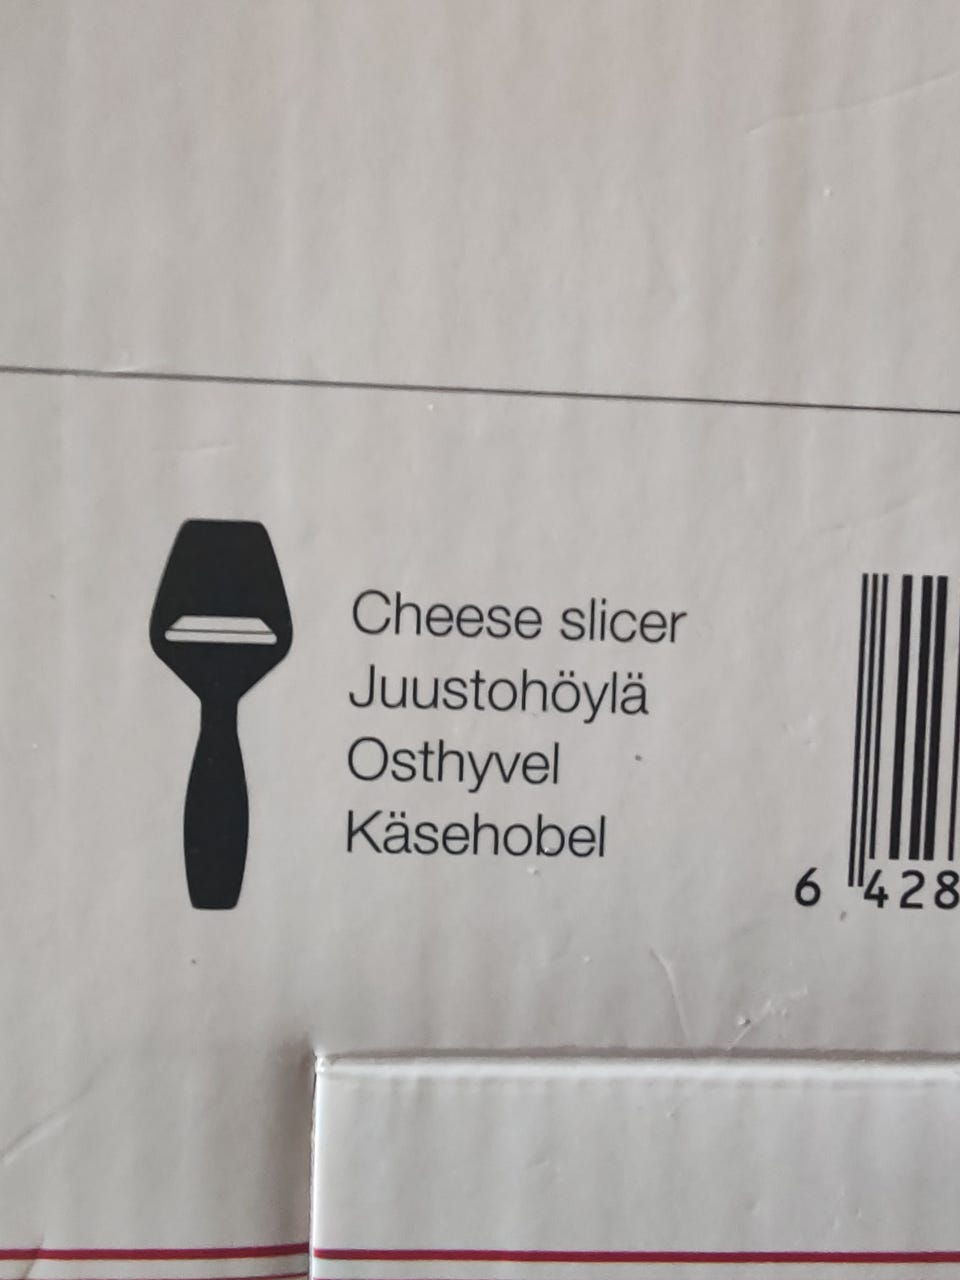 Cheese slicer
Juustohöylä
Osthyvel
Käsehobel
6 428